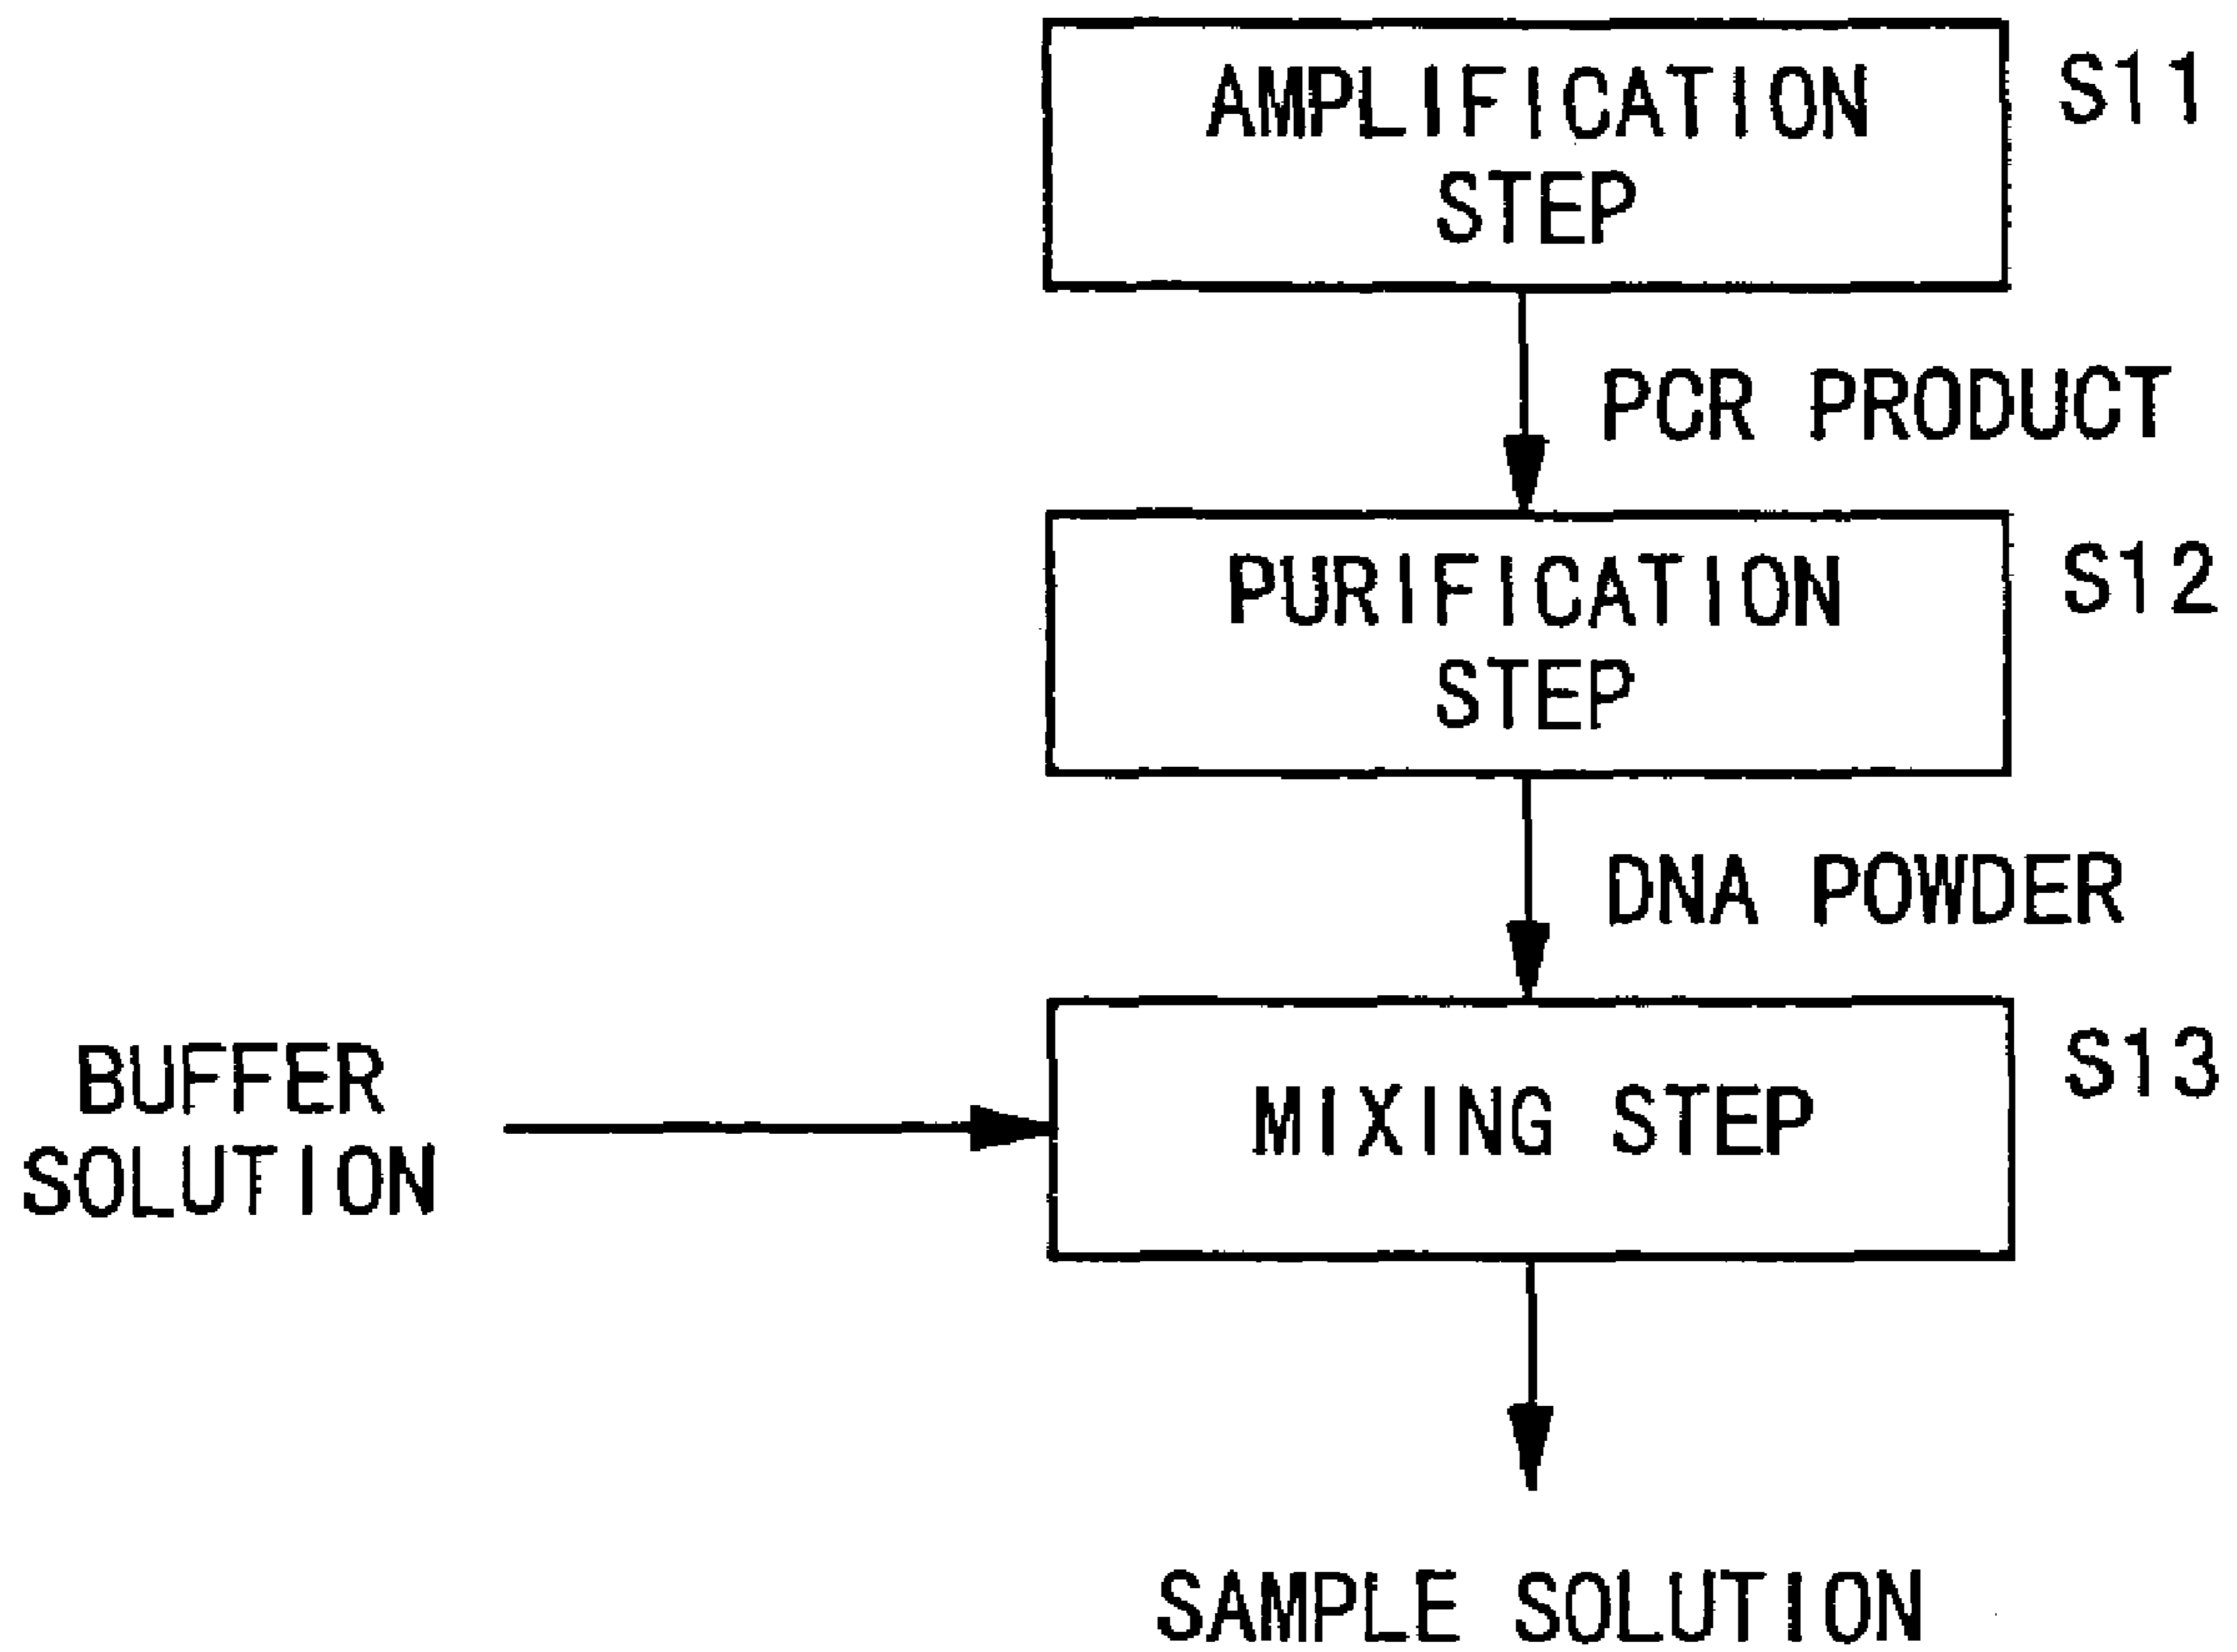 AMPLIFICATION
STEP
S11
PCR PRODUCT
PURIFICATION
STEP
S12
DNA POWDER
BUFFER
SOLUTION
MIXING STEP
S13
SAMPLE SOLUTION